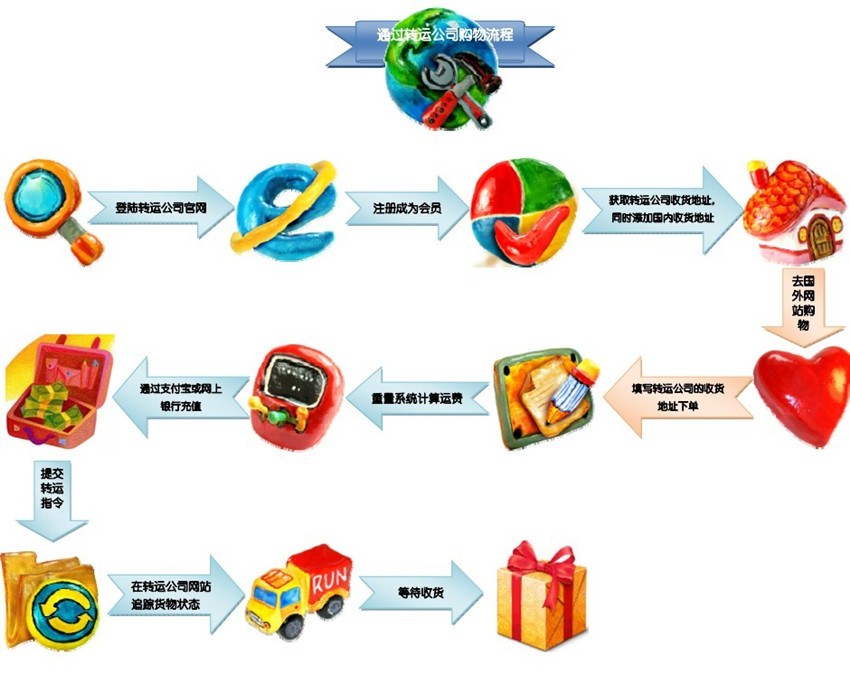 通过转运公司购物流程
登陆转运公司官网
注册成为会员
获取转运公司收货地址,
同时添加国内收货地址
去国
外网
站购
物
填写转运公司的收货
地址下单
重量系统计算运费
通过支付宝或网上
银行充值
提交
转运
指令
在转运公司网站
追踪货物状态
RUN
等待收货